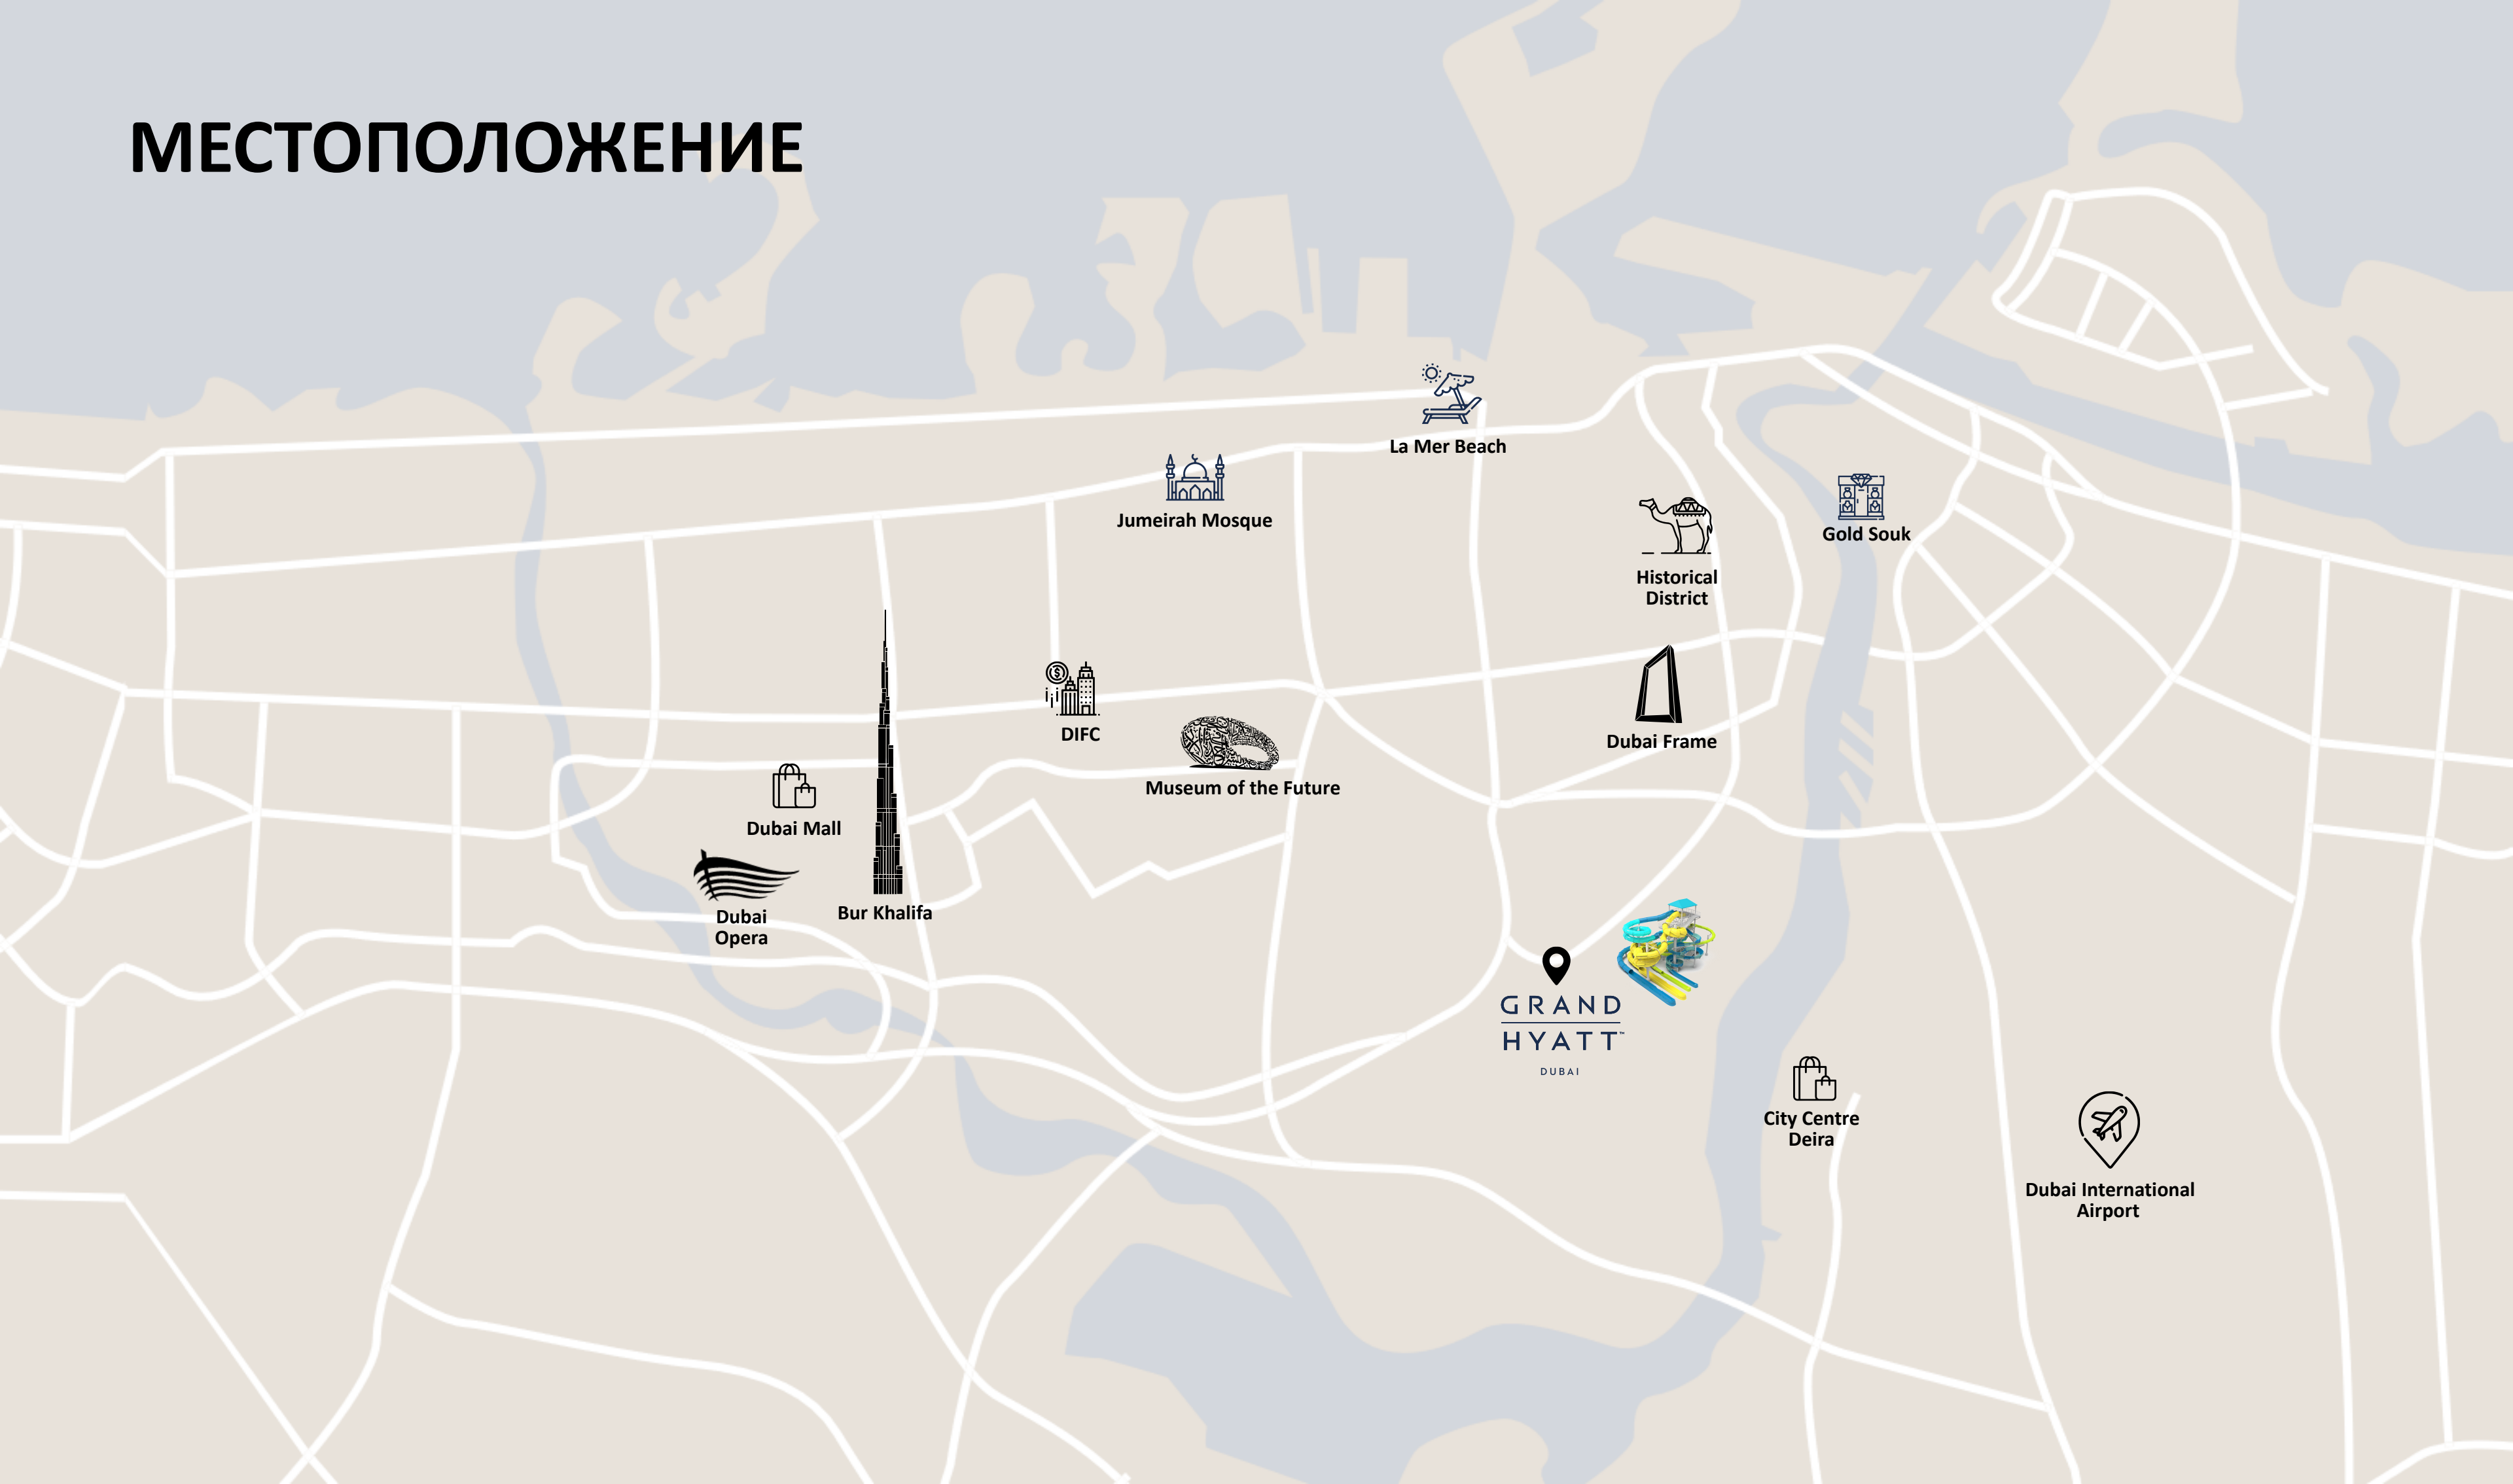 МЕСТОПОЛОЖЕНИЕ
La Mer Beach
Jumeirah Mosque
Gold Souk
Historical
District
DIFC
Museum of the Future
Dubai Frame
Dubai Mall
Dubai
Opera
Bur Khalifa
GRAND
HYATT™
DUBAI
City Centre
Deira
Dubai International
Airport